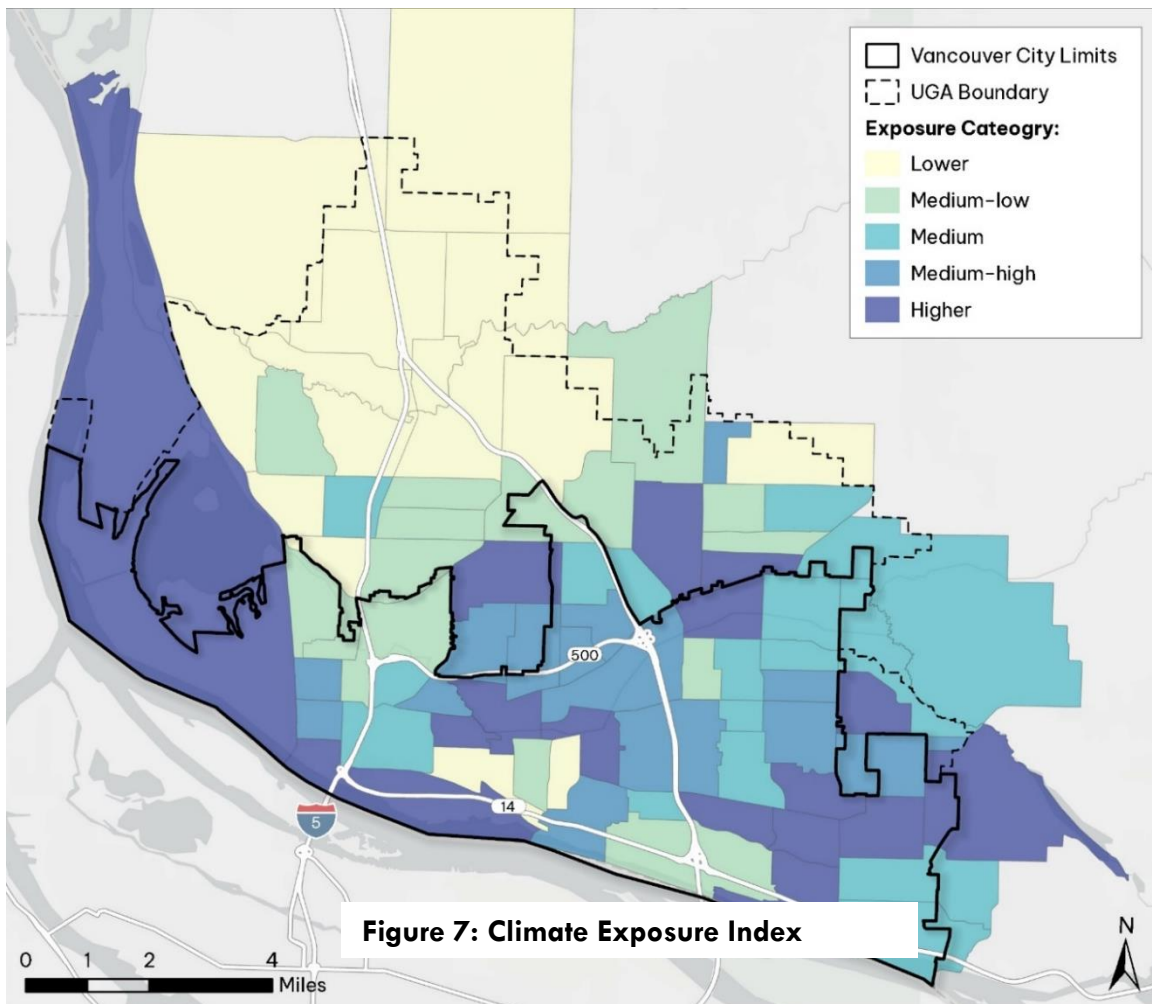 Vancouver City Limits
UGA Boundary
Exposure Cateogry:
Lower
Medium-low
Medium
Medium-high
Higher
500
14
5
Figure 7: Climate Exposure Index
0 1 2 4
Miles
N